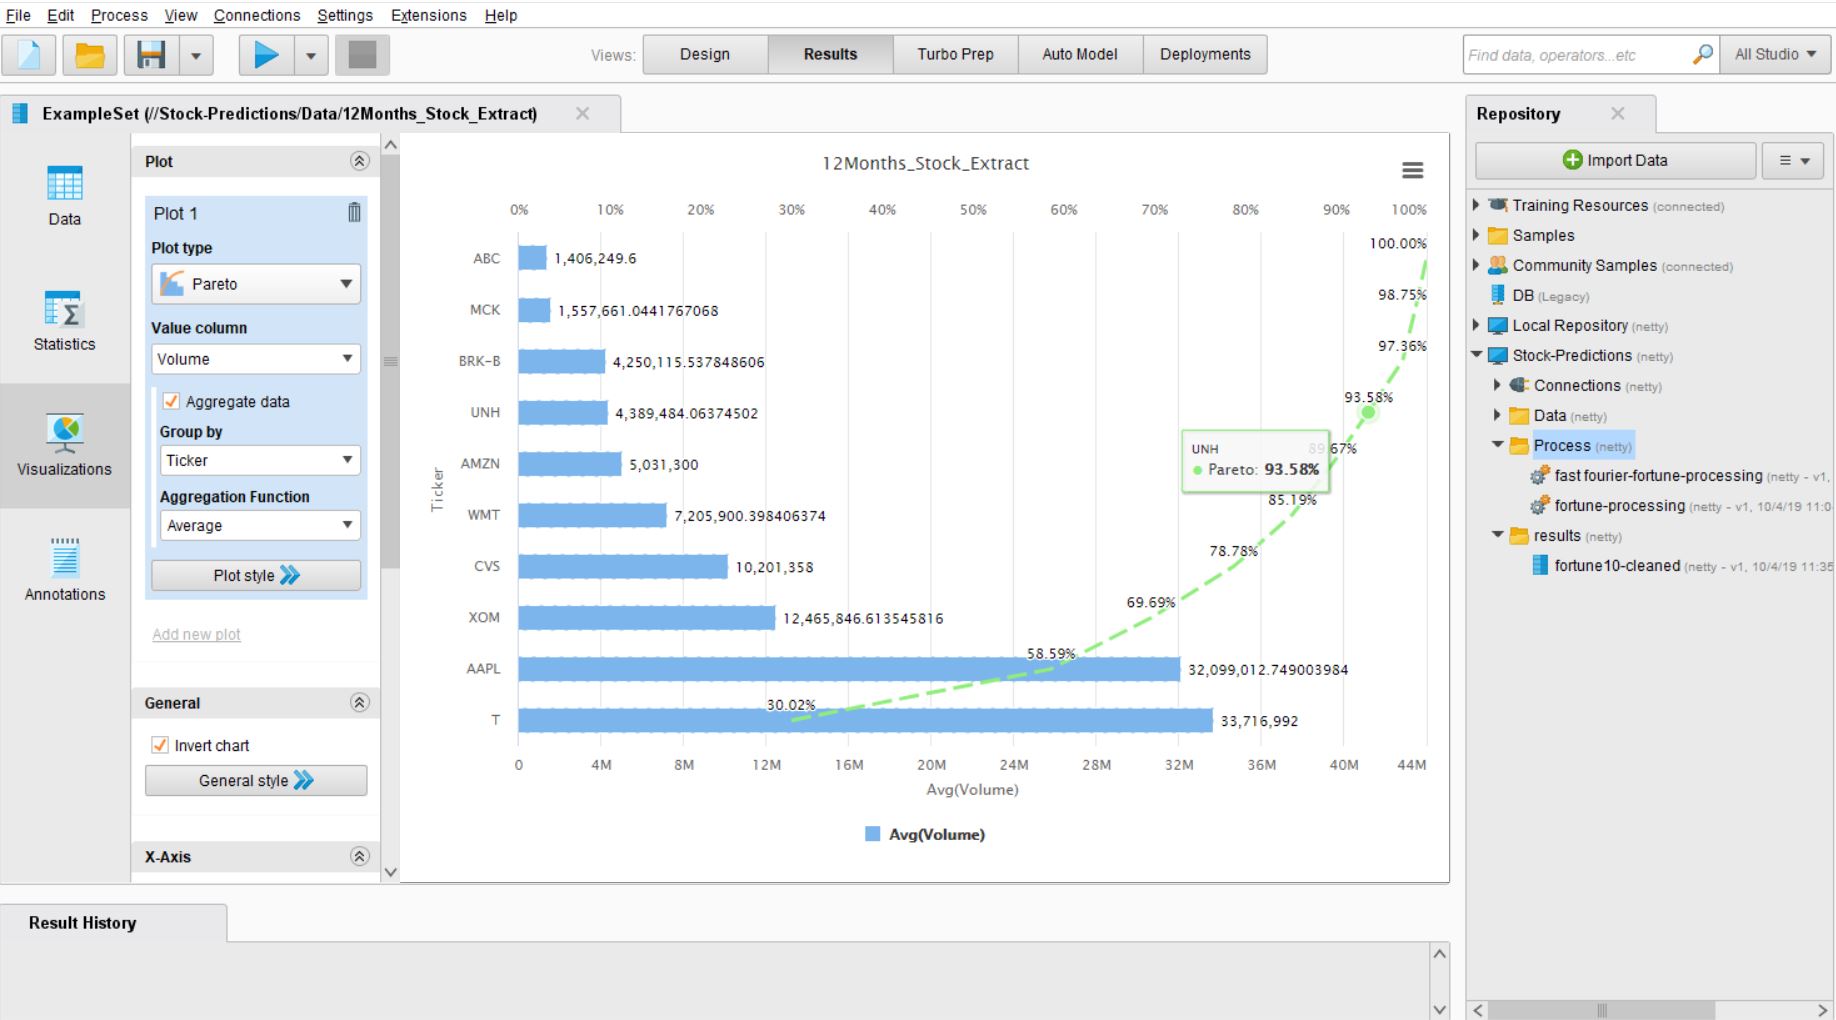 File Edit Process View Connections Settings Extensions Help
Views: Design Results Turbo Prep Auto Model Deployments
Find data, operators...etc All Studio
ExampleSet (//Stock-Predictions/Data/12Months_Stock_Extract)
Data
Statistics
Visualizations
Annotations
Plot
Plot 1
Plot type
Pareto
Value column
Volume
Aggregate data
Group by
Ticker
Aggregation Function
Average
Plot style
Add new plot
General
Invert chart
General style
X-Axis
12Months_Stock_Extract
0% 10% 20% 30% 40% 50% 60% 70% 80% 90% 100%
100.00%
ABC 1,406,249.6
98.75%
MCK 1,557,661.0441767068
97.36%
BRK-B 4,250,115.537848606
93.58%
UNH 4,389,484.06374502
89.67%
UNH
Pareto: 93.58%
AMZN 5,031,300
85.19%
WMT 7,205,900.398406374
78.78%
CVS 10,201,358
69.69%
XOM 12,465,846.613545816
58.59%
AAPL 32,099,012.749003984
30.02%
T 33,716,992
Ticker
0 4M 8M 12M 16M 20M 24M 28M 32M 36M 40M 44M
Avg(Volume)
Avg(Volume)
Repository
Import Data
Training Resources (connected)
Samples
Community Samples (connected)
DB (Legacy)
Local Repository (netty)
Stock-Predictions (netty)
Connections (netty)
Data (netty)
Process (netty)
fast fourier-fortune-processing (netty - v1,
fortune-processing (netty - v1, 10/4/19 11:0
results (netty)
fortune10-cleaned (netty - v1, 10/4/19 11:35
Result History